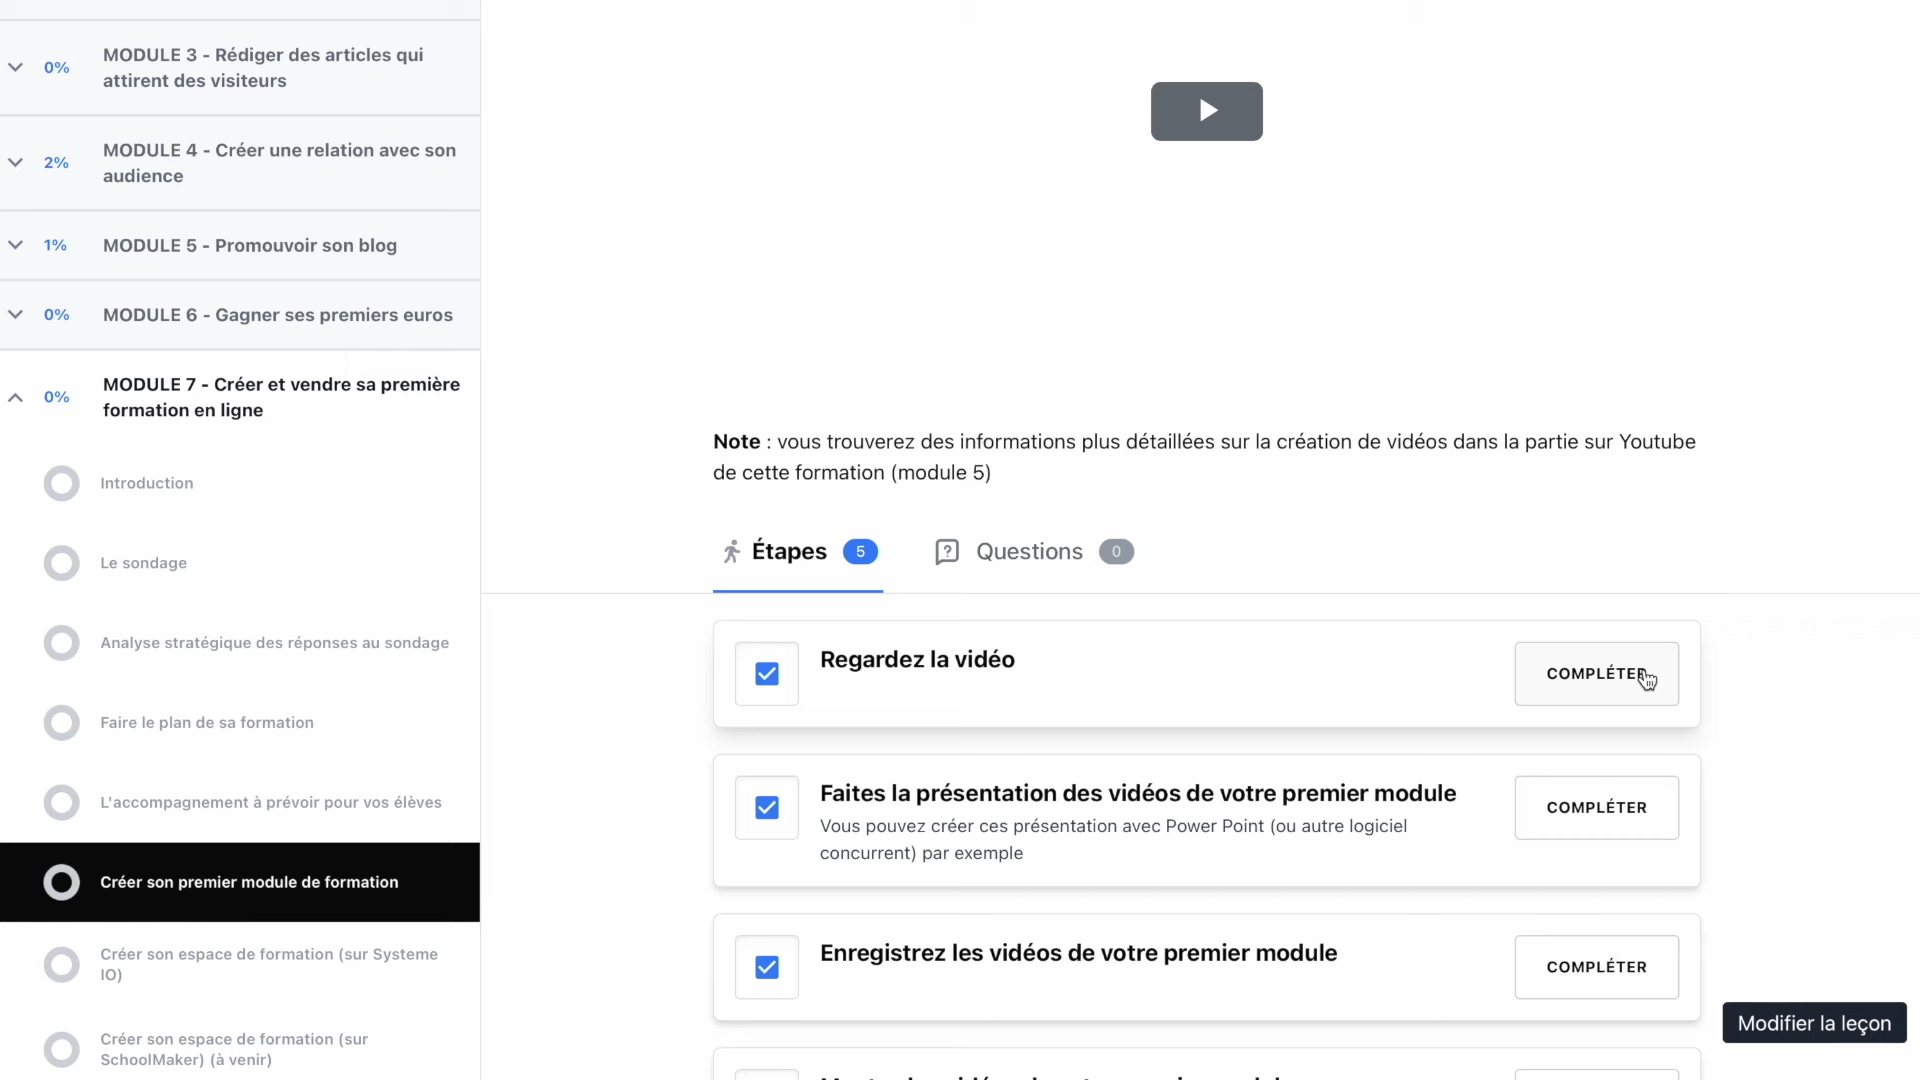 0%
MODULE 3 - Rédiger des articles qui
attirent des visiteurs
2%
MODULE 4 - Créer une relation avec son
audience
1%
MODULE 5 - Promouvoir son blog
0%
MODULE 6 - Gagner ses premiers euros
0%
MODULE 7 - Créer et vendre sa première
formation en ligne
Introduction
Le sondage
Analyse stratégique des réponses au sondage
Faire le plan de sa formation
L'accompagnement à prévoir pour vos élèves
Créer son premier module de formation
Créer son espace de formation (sur Systeme
IO)
Créer son espace de formation (sur
SchoolMaker) (à venir)
Note : vous trouverez des informations plus détaillées sur la création de vidéos dans la partie sur Youtube
de cette formation (module 5)
Étapes 5
Questions 0
Regardez la vidéo
COMPLÉTER
Faites la présentation des vidéos de votre premier module
Vous pouvez créer ces présentation avec Power Point (ou autre logiciel
concurrent) par exemple
COMPLÉTER
Enregistrez les vidéos de votre premier module
COMPLÉTER
Modifier la leçon